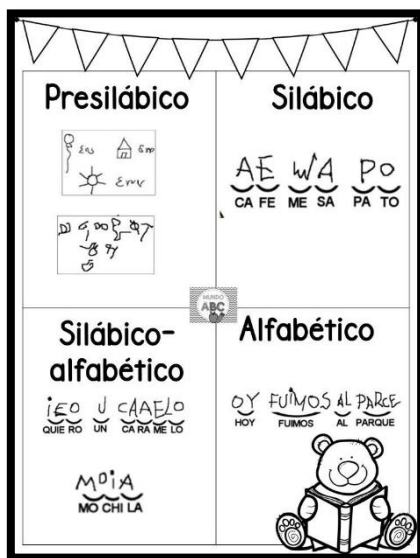 Presilábico
Silábico
AE WA PO
CA FE ME SA PA TO
MUNDO
ABC
Silábico-
alfabético
iEO U CAAELO
QUIE RO UN CA RA ME LO
MOiA
MO CHI LA
Alfabético
OY FUiMOS AL PARCE
HOY FUIMOS AL PARQUE